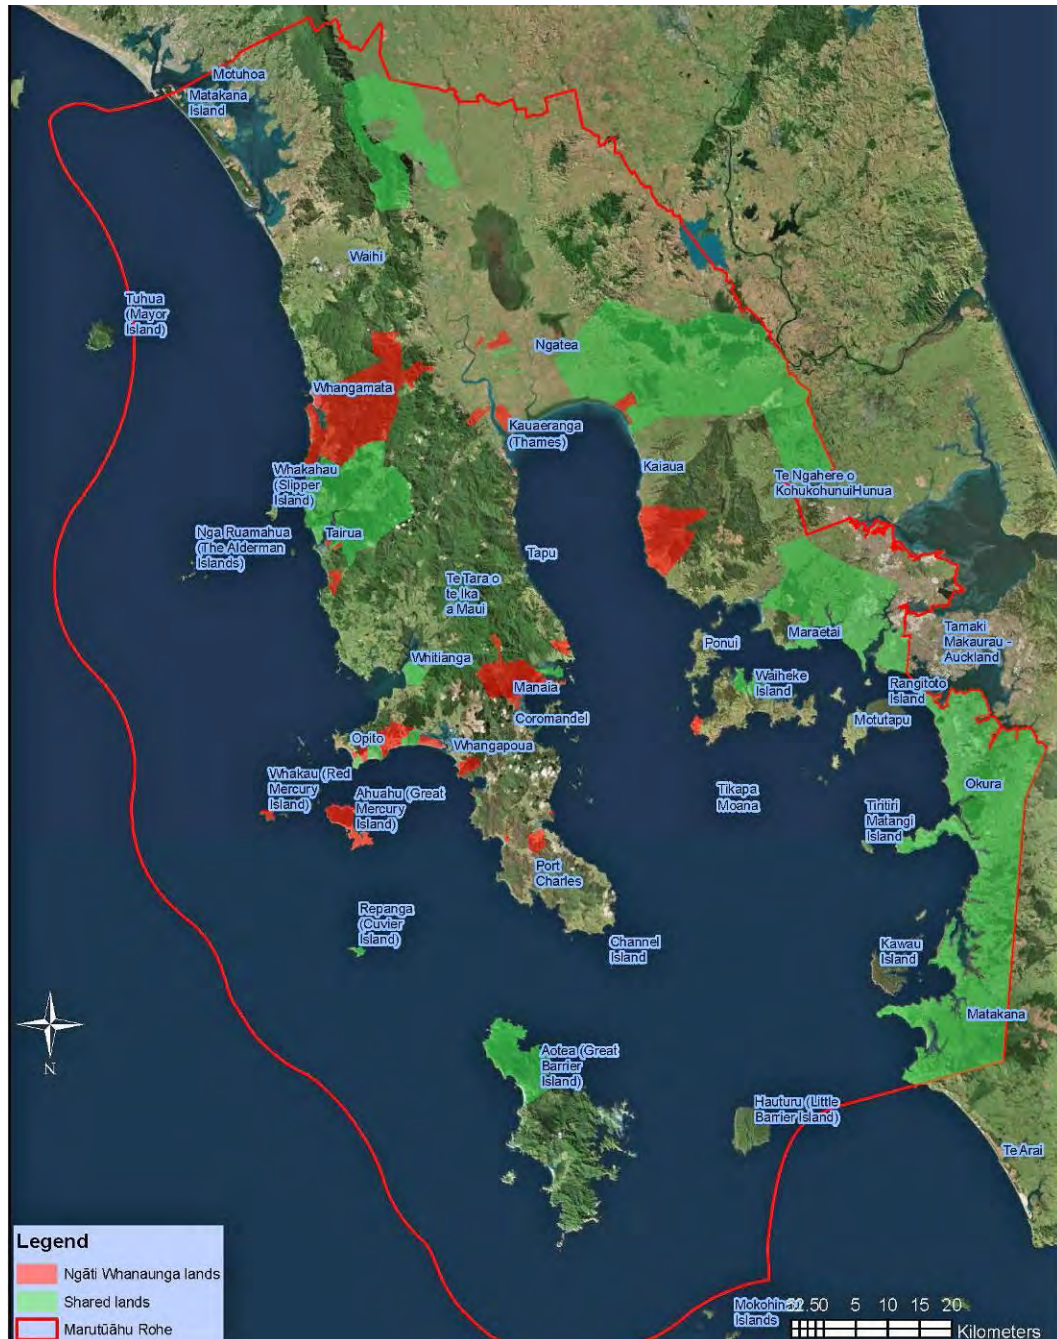 Motuhoa
Matakana
Island
Waihi
Tuhua
(Mayor
Island)
Ngatea
Whangamata
Kauaeranga
(Thames)
Whakahau
(Slipper
Island)
Kaiaua
Te Ngahere o
KohukohunuiHunua
Nga Ruamahua
(The Alderman
Islands)
Tairua
Tapu
Te Tara o
te Ika
a Maui
Ponui
Maraetai
Tamaki
Makaurau -
Auckland
Whitianga
Manaia
Waiheke
Island
Rangitoto
Island
Coromandel
Motutapu
Opito
Whangapoua
Whakau (Red
Mercury
Island)
Ahuahu (Great
Mercury
Island)
Tikapa
Moana
Okura
Tiritiri
Matangi
Island
Port
Charles
Repanga
(Cuvier
Island)
Channel
Island
Kawau
Island
Matakana
N
Aotea (Great
Barrier
Island)
Hauturu (Little
Barrier Island)
Te Arai
Legend
Ngāti Whanaunga lands
Shared lands
Marutūāhu Rohe
Islands
5 10 15 20
Kilometers